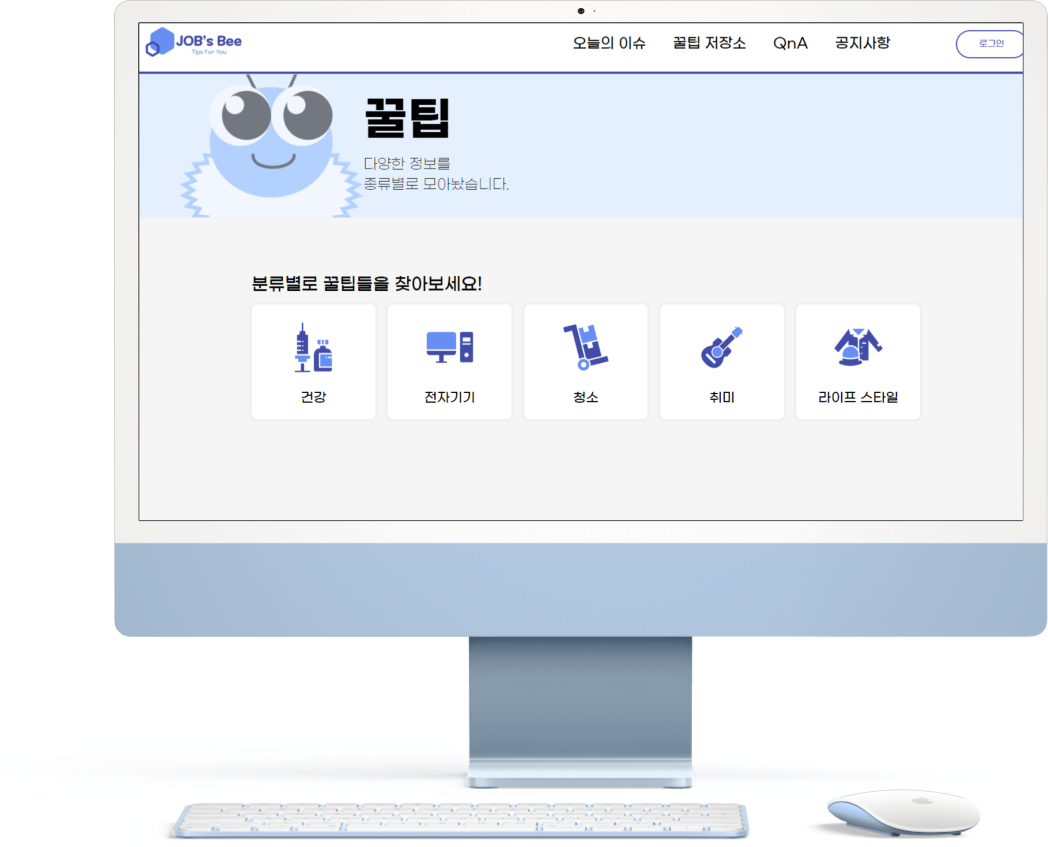 JOB's Bee
Tips For You
오늘의 이슈 꿀팁 저장소 QnA 공지사항 로그인
꿀팁
다양한 정보를
종류별로 모아놨습니다.
분류별로 꿀팁들을 찾아보세요!
건강 전자기기 청소 취미 라이프 스타일